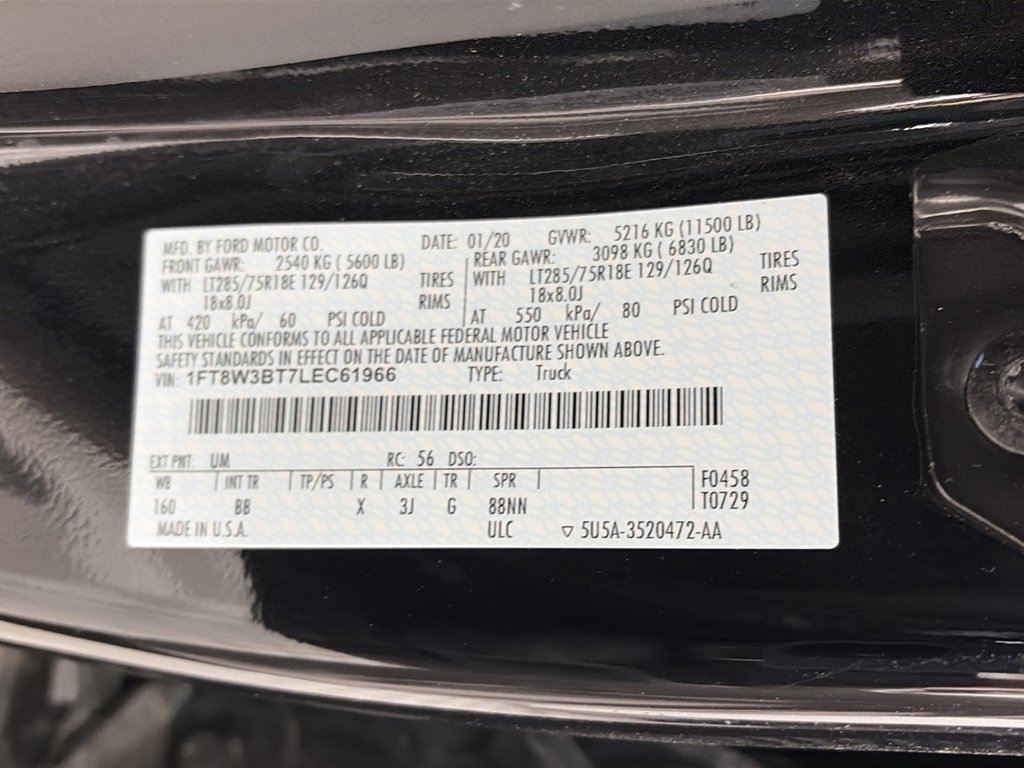 MFD. BY FORD MOTOR CO. DATE: 01/20 GVWR: 5216 KG (11500 LB)
FRONT GAWR: 2540 KG ( 5600 LB) REAR GAWR: 3098 KG ( 6830 LB)
WITH LT285/75R18E 129/126Q TIRES WITH LT285/75R18E 129/126Q TIRES
18x8.0J RIMS 18x8.0J RIMS
AT 420 kPa/ 60 PSI COLD AT 550 kPa/ 80 PSI COLD
THIS VEHICLE CONFORMS TO ALL APPLICABLE FEDERAL MOTOR VEHICLE
SAFETY STANDARDS IN EFFECT ON THE DATE OF MANUFACTURE SHOWN ABOVE.
VIN: 1FT8W3BT7LEC61966 TYPE: Truck
EXT PNT: UM RC: 56 DSO:
WB INT TR TP/PS R AXLE TR SPR F0458
160 B8 X 3J G 88NN T0729
MADE IN U.S.A. ULC ▽ 5U5A-3520472-AA